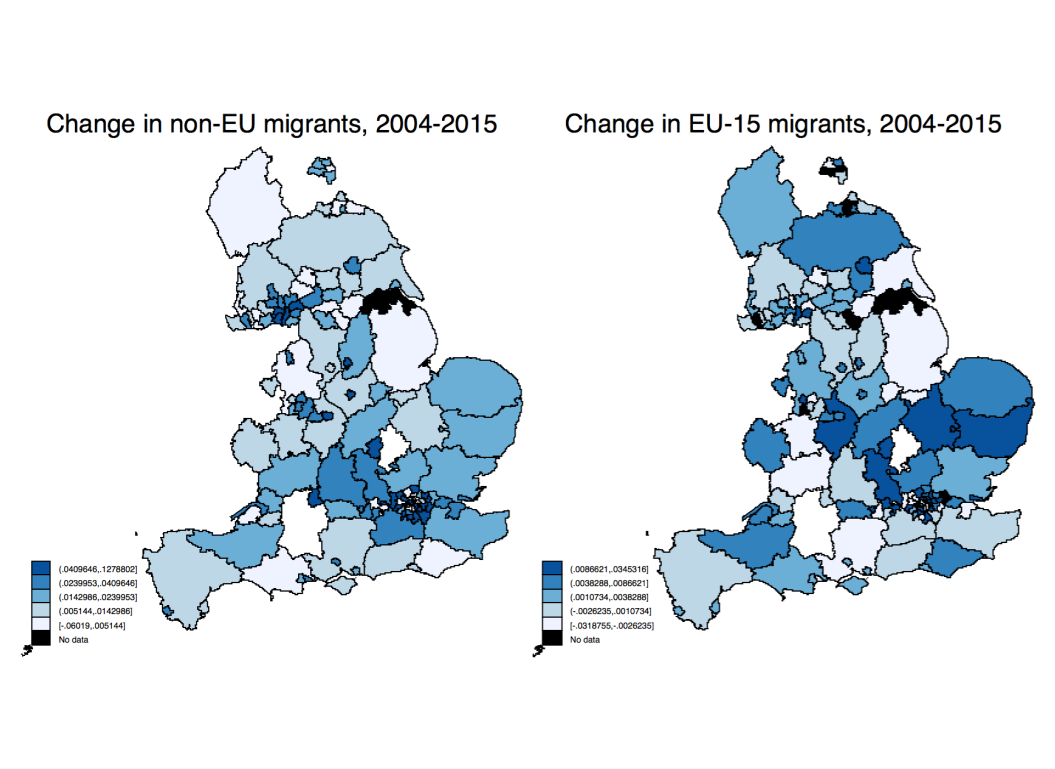 Change in non-EU migrants, 2004-2015
(.0409646,.1278802]
(.0239953,.0409646]
(.0142986,.0239953]
(.005144,.0142986]
[-.06019,.005144]
No data
Change in EU-15 migrants, 2004-2015
(.0086621,.0345316]
(.0038288,.0086621]
(.0010734,.0038288]
(-.0026235,.0010734]
[-.0318755,-.0026235]
No data